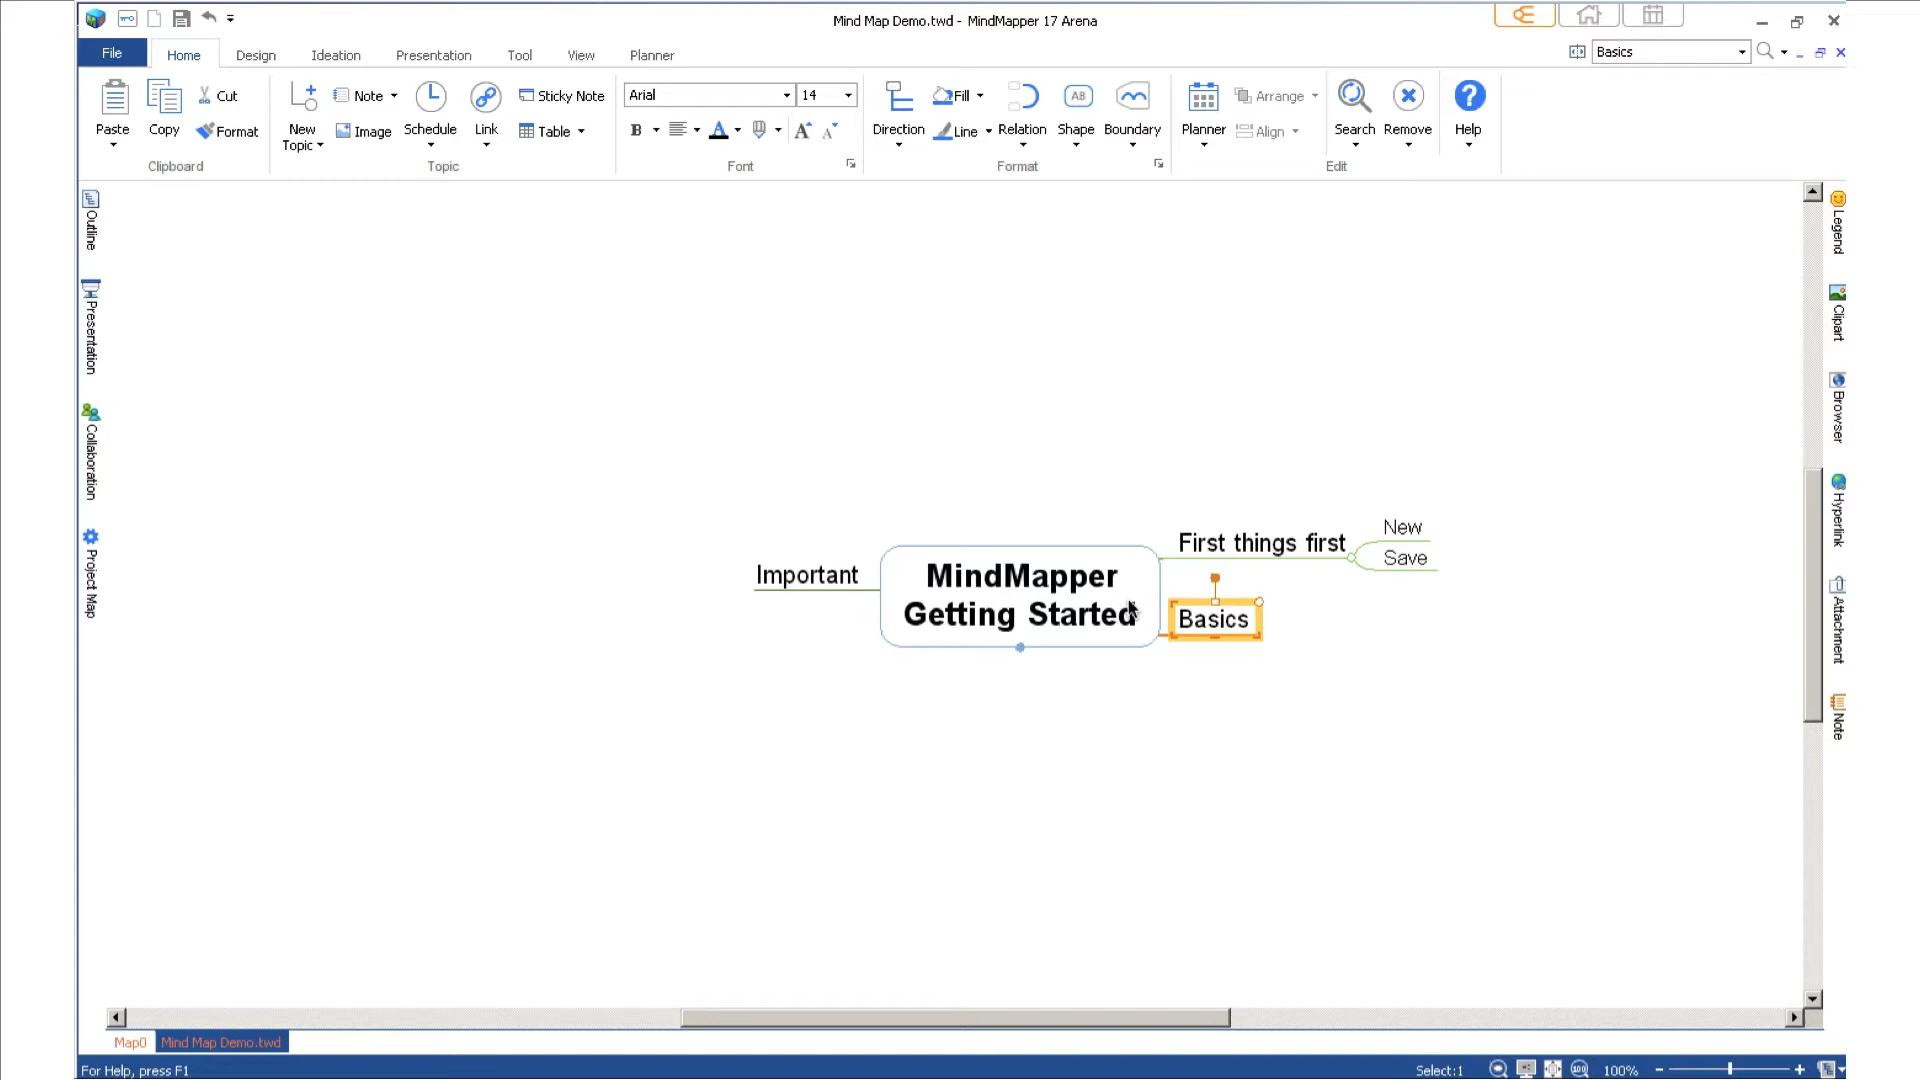 Mind Map Demo.twd - MindMapper 17 Arena
File Home Design Ideation Presentation Tool View Planner
Basics
Paste Copy Cut Format
Clipboard
New Topic Note Image Schedule Link Sticky Note Table
Topic
Arial 14
B A A A
Font
Direction Fill Line Relation AB Shape Boundary
Format
Planner Arrange Align Search Remove Help
Edit
Outline
Presentation
Collaboration
Project Map
Legend
Clipart
Browser
Hyperlink
Attachment
Note
Important
MindMapper
Getting Started
First things first
New
Save
Basics
Map0 Mind Map Demo.twd
For Help, press F1
Select:1 100%